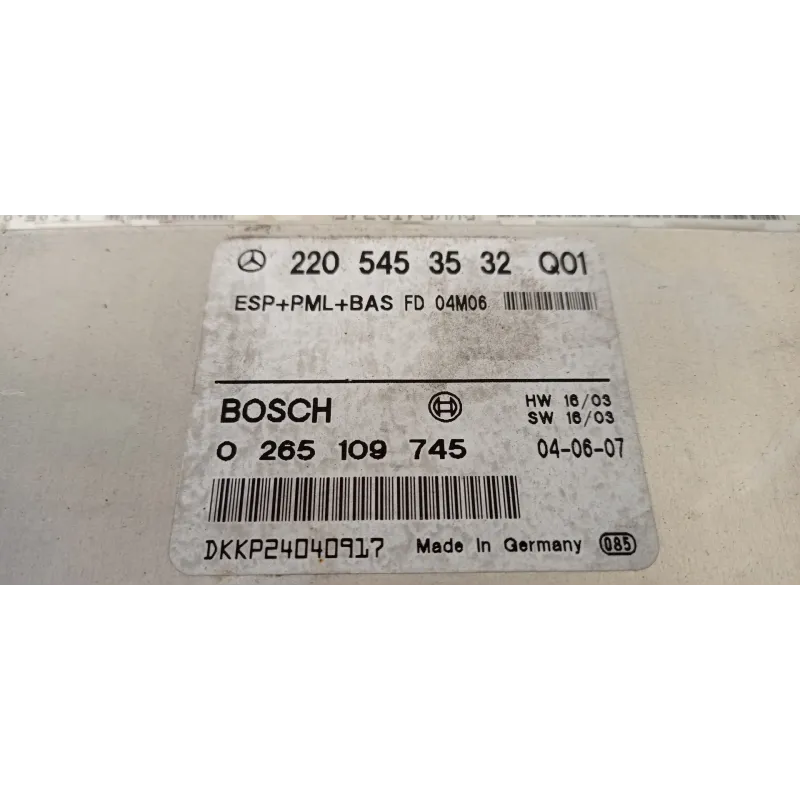 220 545 35 32 Q01
ESP+PML+BAS FD 04M06
BOSCH
HW 16/03
SW 16/03
0 265 109 745 04-06-07
DKKP24040917 Made in Germany 085